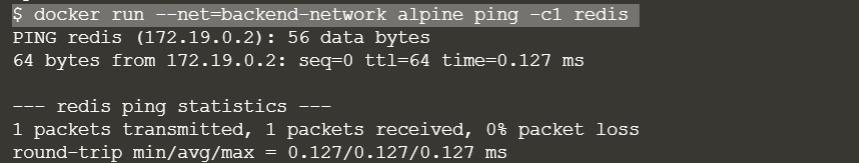 $ docker run --net=backend-network alpine ping -c1 redis
PING redis (172.19.0.2): 56 data bytes
64 bytes from 172.19.0.2: seq=0 ttl=64 time=0.127 ms
--- redis ping statistics ---
1 packets transmitted, 1 packets received, 0% packet loss
round-trip min/avg/max = 0.127/0.127/0.127 ms